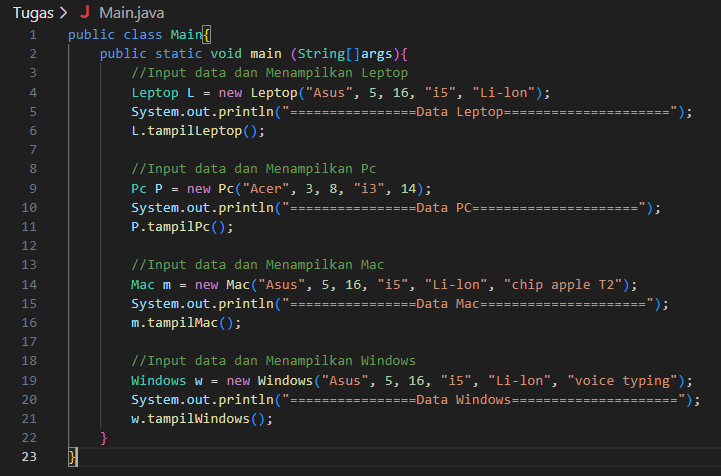 Tugas > J Main.java
1 public class Main{
2 public static void main (String[]args){
3 //Input data dan Menampilkan Leptop
4 Leptop L = new Leptop("Asus", 5, 16, "i5", "Li-lon");
5 System.out.println("================Data Leptop=====================");
6 L.tampilLeptop();
7
8 //Input data dan Menampilkan Pc
9 Pc P = new Pc("Acer", 3, 8, "i3", 14);
10 System.out.println("================Data PC=====================");
11 P.tampilPc();
12
13 //Input data dan Menampilkan Mac
14 Mac m = new Mac("Asus", 5, 16, "i5", "Li-lon", "chip apple T2");
15 System.out.println("================Data Mac=====================");
16 m.tampilMac();
17
18 //Input data dan Menampilkan Windows
19 Windows w = new Windows("Asus", 5, 16, "i5", "Li-lon", "voice typing");
20 System.out.println("================Data Windows=====================");
21 w.tampilWindows();
22 }
23 }